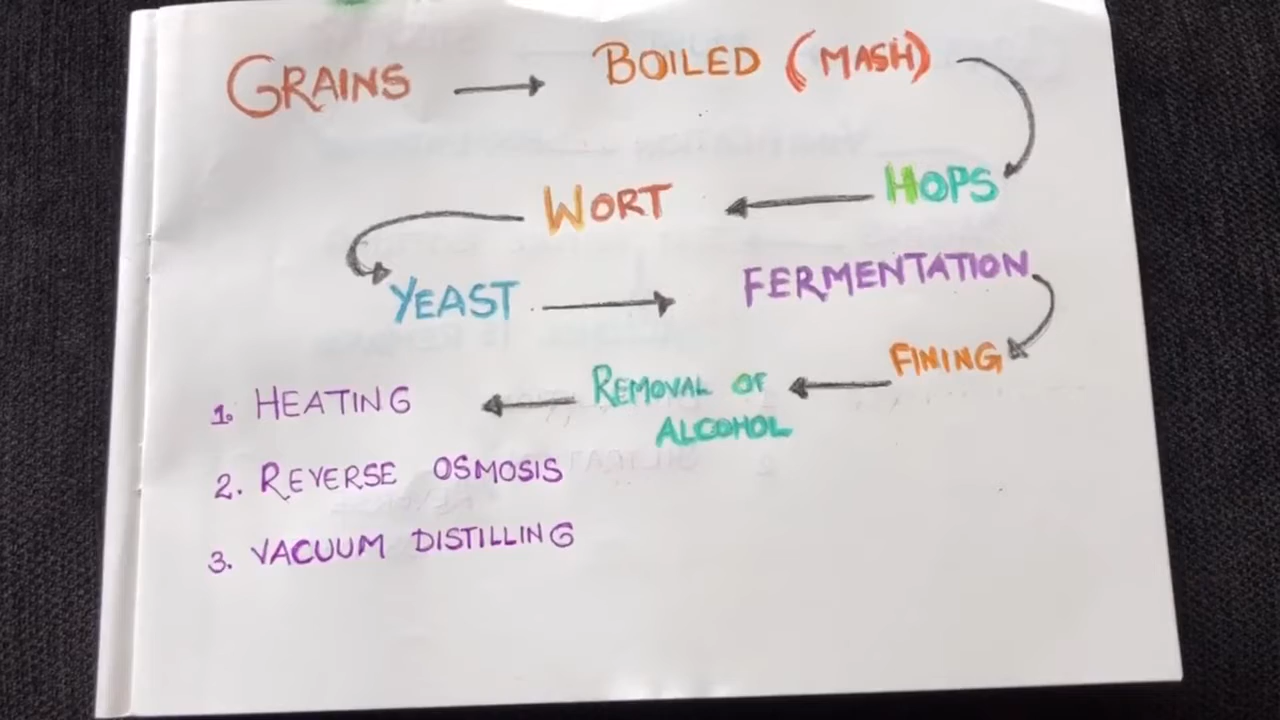 GRAINS → BOILED (MASH)
WORT ← HOPS
YEAST → FERMENTATION
FINING
1. HEATING ← REMOVAL OF
ALCOHOL
2. REVERSE OSMOSIS
3. VACUUM DISTILLING